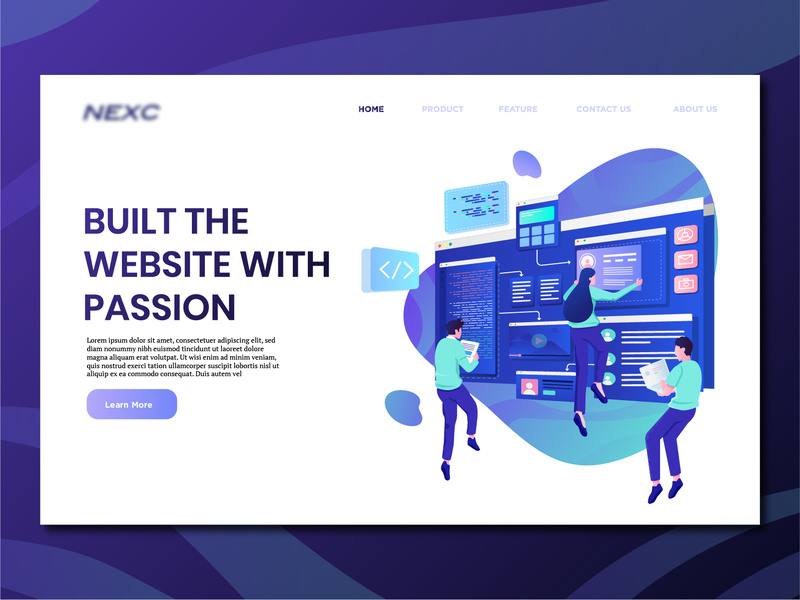 NEXC
HOME
PRODUCT
FEATURE
CONTACT US
ABOUT US
BUILT THE
WEBSITE WITH
PASSION
Lorem ipsum dolor sit amet, consectetuer adipiscing elit, sed
diam nonummy nibh euismod tincidunt ut laoreet dolore
magna aliquam erat volutpat. Ut wisi enim ad minim veniam,
quis nostrud exerci tation ullamcorper suscipit lobortis nisl ut
aliquip ex ea commodo consequat. Duis autem vel
Learn More